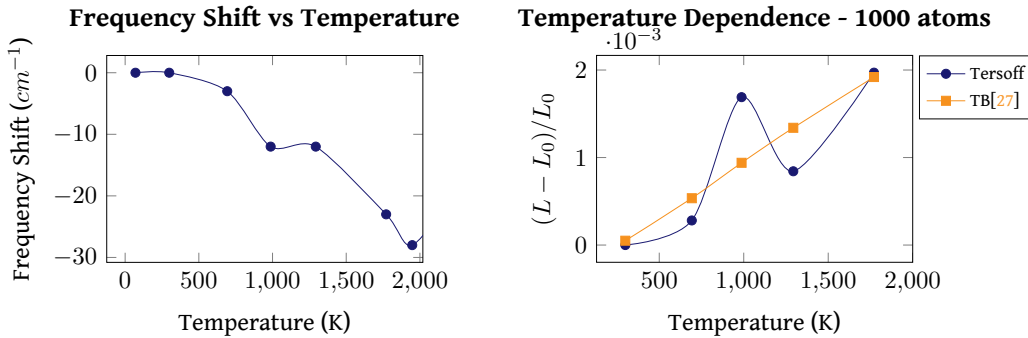 Frequency Shift vs Temperature
Frequency Shift (cm⁻¹)
0
−10
−20
−30
0 500 1,000 1,500 2,000
Temperature (K)
Temperature Dependence - 1000 atoms
·10⁻³
(L − L₀)/L₀
2
1
0
500 1,000 1,500 2,000
Temperature (K)
Tersoff
TB[27]